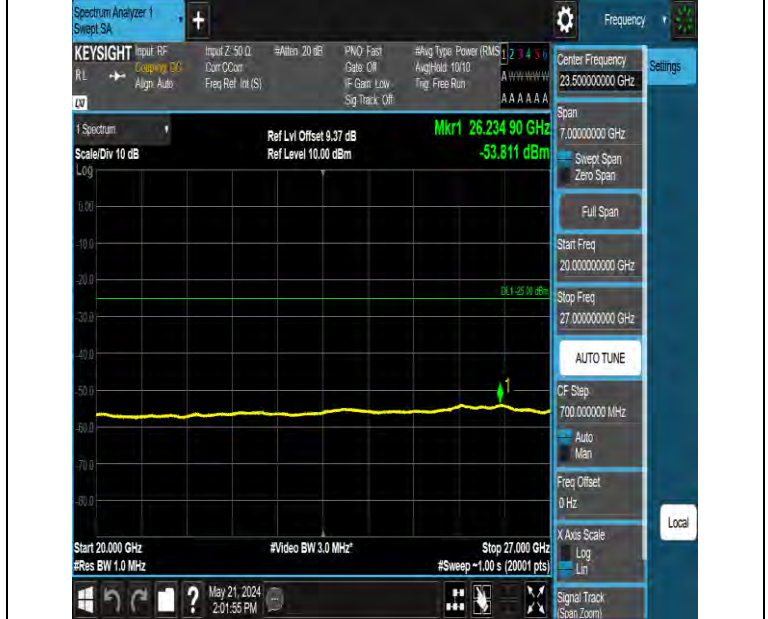 Spectrum Analyzer 1
Swept SA
+
Frequency
KEYSIGHT
RL
Input: RF
Coupling: DC
Align: Auto
Input Z: 50 Ω
Corr CCorr
Freq Ref: Int (S)
#Atten: 20 dB
PNO: Fast
Gate: Off
IF Gain: Low
Sig Track: Off
#Avg Type: Power (RMS
Avg|Hold: 10/10
Trig: Free Run
1 2 3 4 5 6
A W W W W W
A A A A A A
LXI
1 Spectrum
Scale/Div 10 dB
Log
Ref Lvl Offset 9.37 dB
Ref Level 10.00 dBm
Mkr1 26.234 90 GHz
-53.811 dBm
0.00
-10.0
-20.0
-30.0
-40.0
-50.0
-60.0
-70.0
-80.0
DL1 -25.00 dBm
1
Start 20.000 GHz
#Res BW 1.0 MHz
#Video BW 3.0 MHz*
Stop 27.000 GHz
#Sweep ~1.00 s (20001 pts)
May 21, 2024
2:01:55 PM
?
Center Frequency
23.500000000 GHz
Settings
Span
7.00000000 GHz
Swept Span
Zero Span
Full Span
Start Freq
20.000000000 GHz
Stop Freq
27.000000000 GHz
AUTO TUNE
CF Step
700.000000 MHz
Auto
Man
Freq Offset
0 Hz
X Axis Scale
Log
Lin
Local
Signal Track
(Span Zoom)